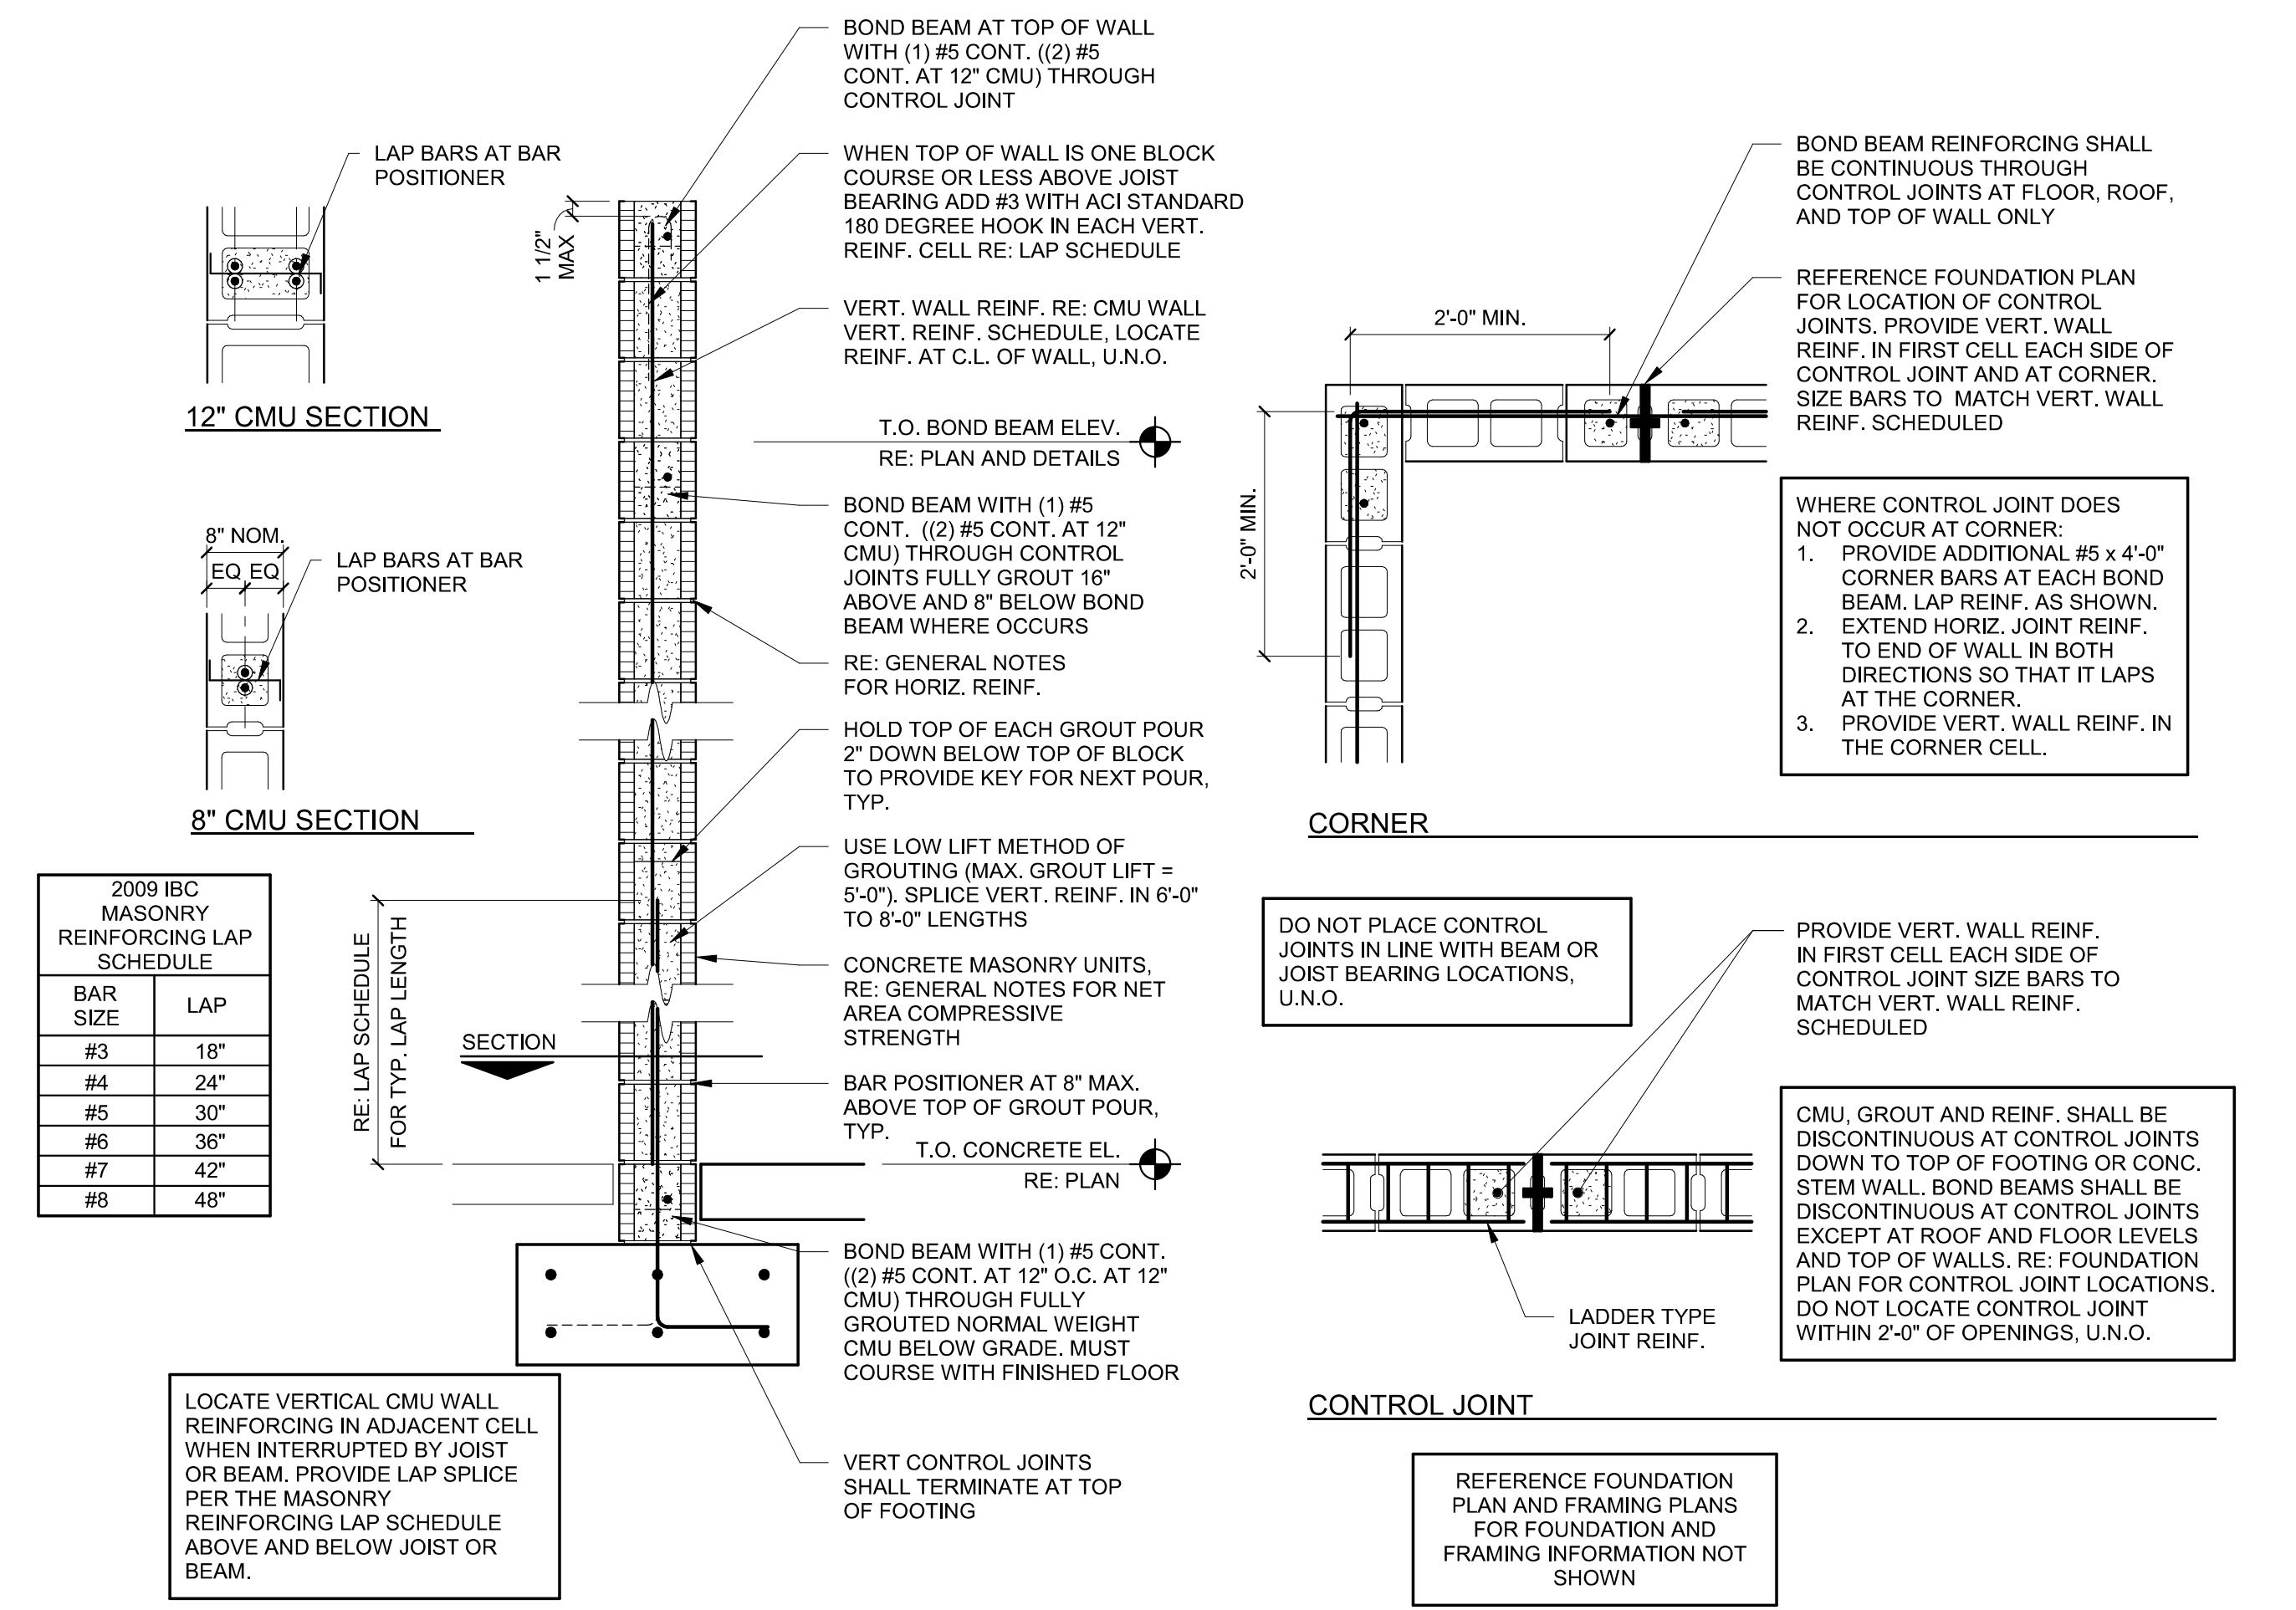 BOND BEAM AT TOP OF WALL
WITH (1) #5 CONT. ((2) #5
CONT. AT 12" CMU) THROUGH
CONTROL JOINT
WHEN TOP OF WALL IS ONE BLOCK
COURSE OR LESS ABOVE JOIST
BEARING ADD #3 WITH ACI STANDARD
180 DEGREE HOOK IN EACH VERT.
REINF. CELL RE: LAP SCHEDULE
VERT. WALL REINF. RE: CMU WALL
VERT. REINF. SCHEDULE, LOCATE
REINF. AT C.L. OF WALL, U.N.O.
T.O. BOND BEAM ELEV.
RE: PLAN AND DETAILS
BOND BEAM WITH (1) #5
CONT. ((2) #5 CONT. AT 12"
CMU) THROUGH CONTROL
JOINTS FULLY GROUT 16"
ABOVE AND 8" BELOW BOND
BEAM WHERE OCCURS
RE: GENERAL NOTES
FOR HORIZ. REINF.
HOLD TOP OF EACH GROUT POUR
2" DOWN BELOW TOP OF BLOCK
TO PROVIDE KEY FOR NEXT POUR,
TYP.
USE LOW LIFT METHOD OF
GROUTING (MAX. GROUT LIFT =
5'-0"). SPLICE VERT. REINF. IN 6'-0"
TO 8'-0" LENGTHS
CONCRETE MASONRY UNITS,
RE: GENERAL NOTES FOR NET
AREA COMPRESSIVE
STRENGTH
BAR POSITIONER AT 8" MAX.
ABOVE TOP OF GROUT POUR,
TYP.
T.O. CONCRETE EL.
RE: PLAN
BOND BEAM WITH (1) #5 CONT.
((2) #5 CONT. AT 12" O.C. AT 12"
CMU) THROUGH FULLY
GROUTED NORMAL WEIGHT
CMU BELOW GRADE. MUST
COURSE WITH FINISHED FLOOR
VERT CONTROL JOINTS
SHALL TERMINATE AT TOP
OF FOOTING
LAP BARS AT BAR
POSITIONER
12" CMU SECTION
1 1/2"
MAX
8" NOM.
EQ EQ
LAP BARS AT BAR
POSITIONER
8" CMU SECTION
2009 IBC
MASONRY
REINFORCING LAP
SCHEDULE
BAR
SIZE
LAP
#3 18"
#4 24"
#5 30"
#6 36"
#7 42"
#8 48"
RE: LAP SCHEDULE
FOR TYP. LAP LENGTH
SECTION
LOCATE VERTICAL CMU WALL
REINFORCING IN ADJACENT CELL
WHEN INTERRUPTED BY JOIST
OR BEAM. PROVIDE LAP SPLICE
PER THE MASONRY
REINFORCING LAP SCHEDULE
ABOVE AND BELOW JOIST OR
BEAM.
BOND BEAM REINFORCING SHALL
BE CONTINUOUS THROUGH
CONTROL JOINTS AT FLOOR, ROOF,
AND TOP OF WALL ONLY
REFERENCE FOUNDATION PLAN
FOR LOCATION OF CONTROL
JOINTS. PROVIDE VERT. WALL
REINF. IN FIRST CELL EACH SIDE OF
CONTROL JOINT AND AT CORNER.
SIZE BARS TO MATCH VERT. WALL
REINF. SCHEDULED
2'-0" MIN.
2'-0" MIN.
WHERE CONTROL JOINT DOES
NOT OCCUR AT CORNER:
1. PROVIDE ADDITIONAL #5 x 4'-0"
CORNER BARS AT EACH BOND
BEAM. LAP REINF. AS SHOWN.
2. EXTEND HORIZ. JOINT REINF.
TO END OF WALL IN BOTH
DIRECTIONS SO THAT IT LAPS
AT THE CORNER.
3. PROVIDE VERT. WALL REINF. IN
THE CORNER CELL.
CORNER
DO NOT PLACE CONTROL
JOINTS IN LINE WITH BEAM OR
JOIST BEARING LOCATIONS,
U.N.O.
PROVIDE VERT. WALL REINF.
IN FIRST CELL EACH SIDE OF
CONTROL JOINT SIZE BARS TO
MATCH VERT. WALL REINF.
SCHEDULED
CMU, GROUT AND REINF. SHALL BE
DISCONTINUOUS AT CONTROL JOINTS
DOWN TO TOP OF FOOTING OR CONC.
STEM WALL. BOND BEAMS SHALL BE
DISCONTINUOUS AT CONTROL JOINTS
EXCEPT AT ROOF AND FLOOR LEVELS
AND TOP OF WALLS. RE: FOUNDATION
PLAN FOR CONTROL JOINT LOCATIONS.
DO NOT LOCATE CONTROL JOINT
WITHIN 2'-0" OF OPENINGS, U.N.O.
LADDER TYPE
JOINT REINF.
CONTROL JOINT
REFERENCE FOUNDATION
PLAN AND FRAMING PLANS
FOR FOUNDATION AND
FRAMING INFORMATION NOT
SHOWN